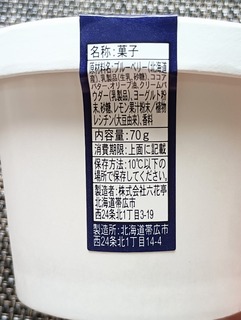 名称:菓子
原材料名:ブルーベリー(北海道
産)、乳製品(生乳、砂糖)、ココア
バター、オリーブ油、クリームパ
ウダー(乳製品)、ヨーグルト粉
末、砂糖、レモン果汁粉末/植物
レシチン(大豆由来)、香料
内容量:70g
消費期限:上面に記載
保存方法:10℃以下の
場所で保存してください。
製造者:株式会社六花亭
北海道帯広市
西24条北1丁目3-19
製造所:北海道帯広市
西24条北1丁目14-4